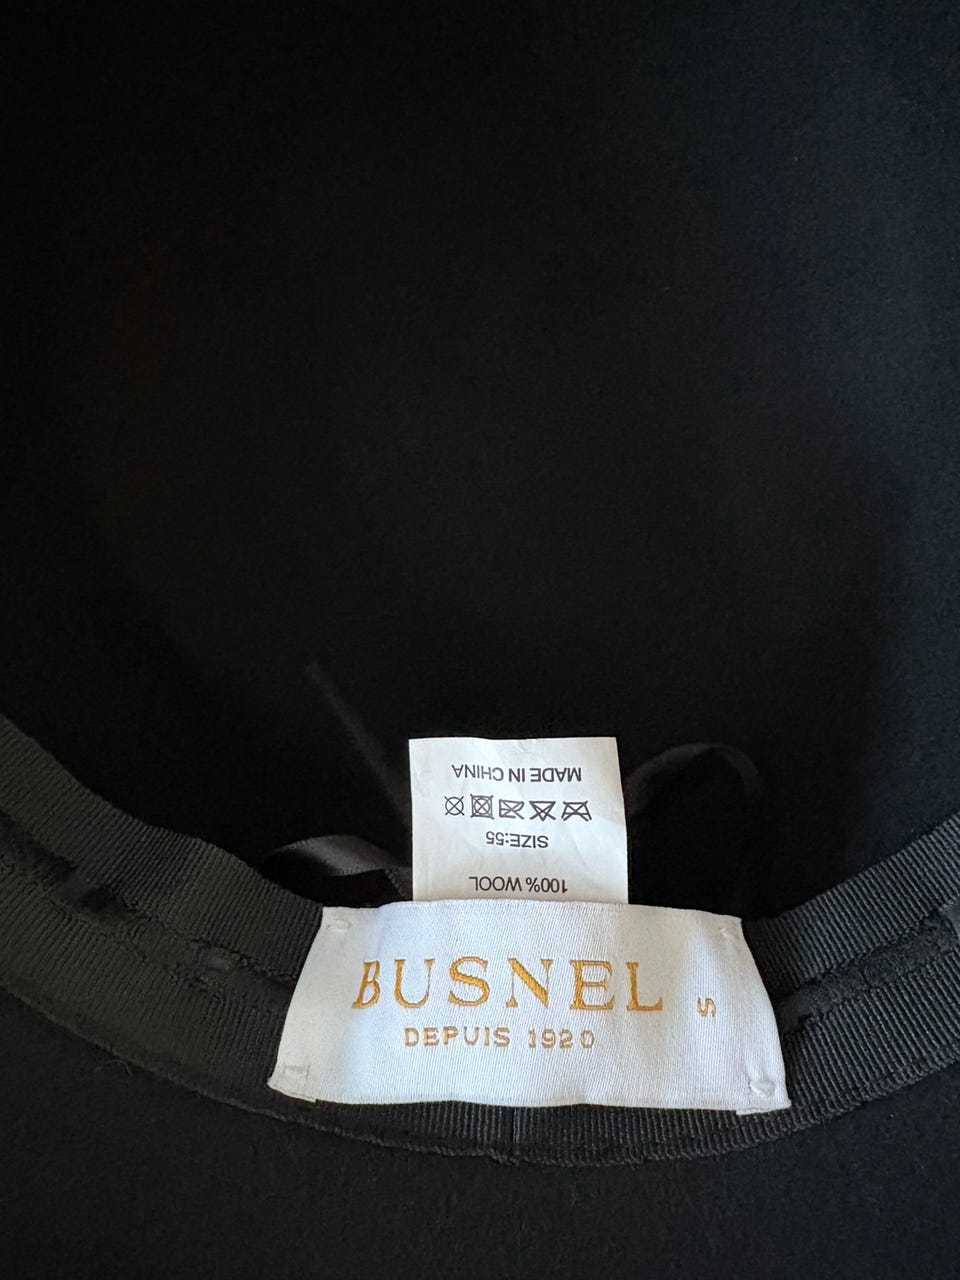 BUSNEL
DEPUIS 1920
S
100% WOOL
SIZE:55
MADE IN CHINA